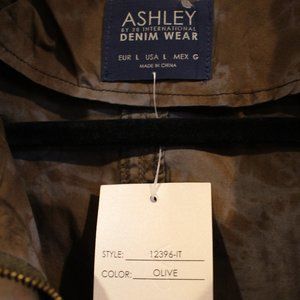 ASHLEY
BY 26 INTERNATIONAL
DENIM WEAR
EUR L USA L MEX G
MADE IN CHINA
STYLE: 12396-IT
COLOR: OLIVE